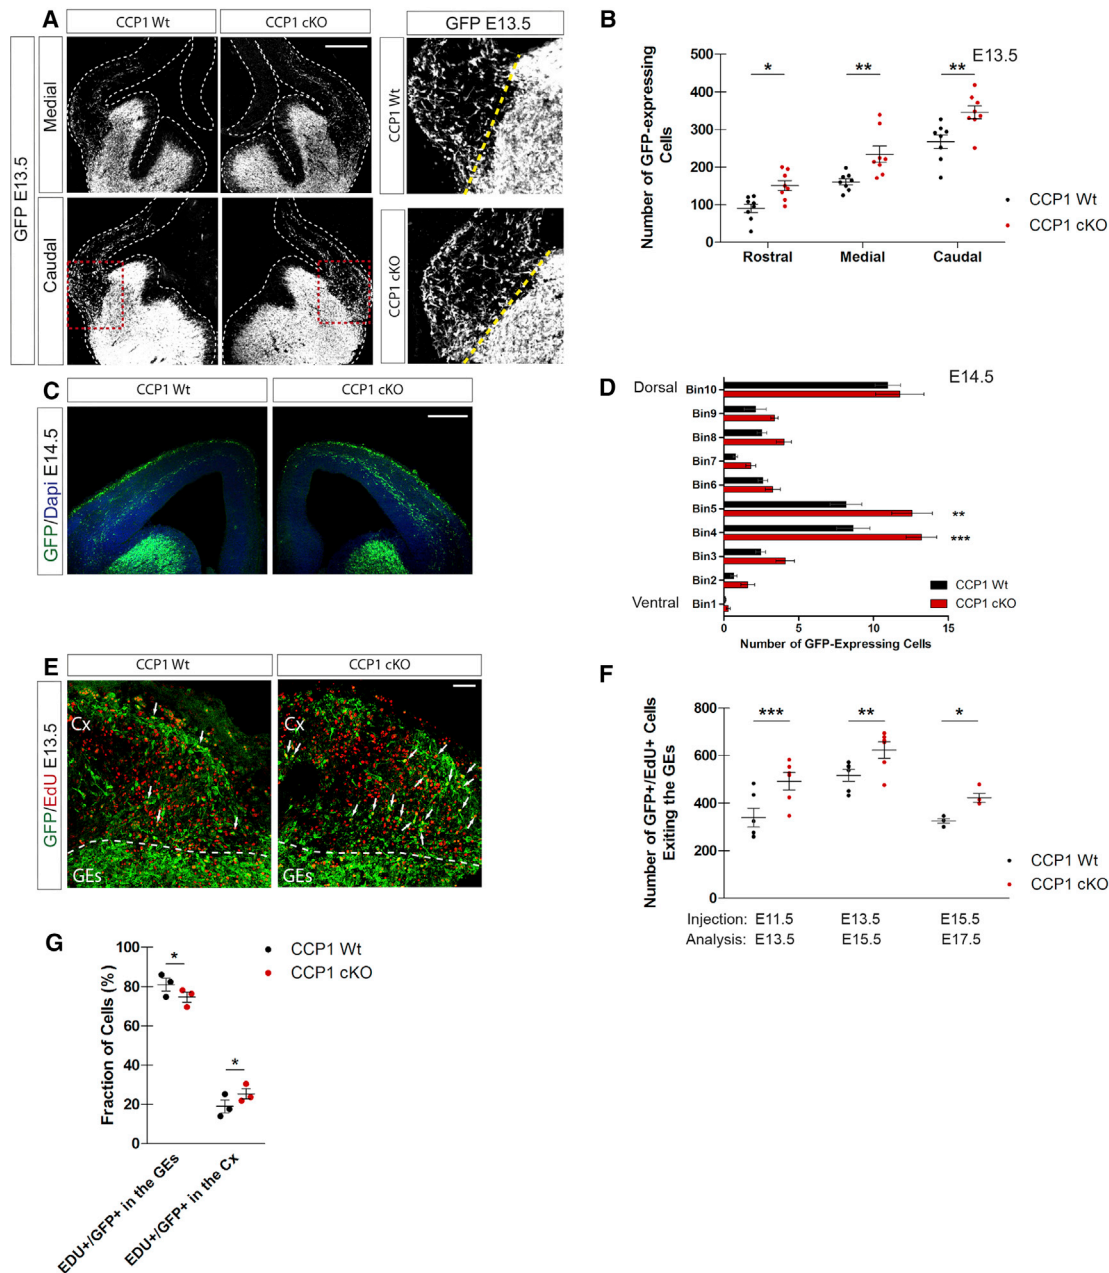 A
CCP1 Wt
CCP1 cKO
GFP E13.5
GFP E13.5
Medial
Caudal
CCP1 Wt
CCP1 cKO
B
E13.5
Number of GFP-expressing
Cells
500
400
300
200
100
0
*
**
**
Rostral
Medial
Caudal
CCP1 Wt
CCP1 cKO
C
CCP1 Wt
CCP1 cKO
GFP/Dapi E14.5
D
E14.5
Dorsal
Bin10
Bin9
Bin8
Bin7
Bin6
Bin5
**
Bin4
***
Bin3
Bin2
Ventral
Bin1
CCP1 Wt
CCP1 cKO
0
5
10
15
Number of GFP-Expressing Cells
E
CCP1 Wt
CCP1 cKO
GFP/EdU E13.5
Cx
GEs
Cx
GEs
F
Number of GFP+/EdU+ Cells
Exiting the GEs
800
600
400
200
0
***
**
*
CCP1 Wt
CCP1 cKO
Injection: E11.5 E13.5 E15.5
Analysis: E13.5 E15.5 E17.5
G
CCP1 Wt
CCP1 cKO
Fraction of Cells (%)
100
80
60
40
20
0
*
*
EDU+/GFP+ in the GEs
EDU+/GFP+ in the Cx